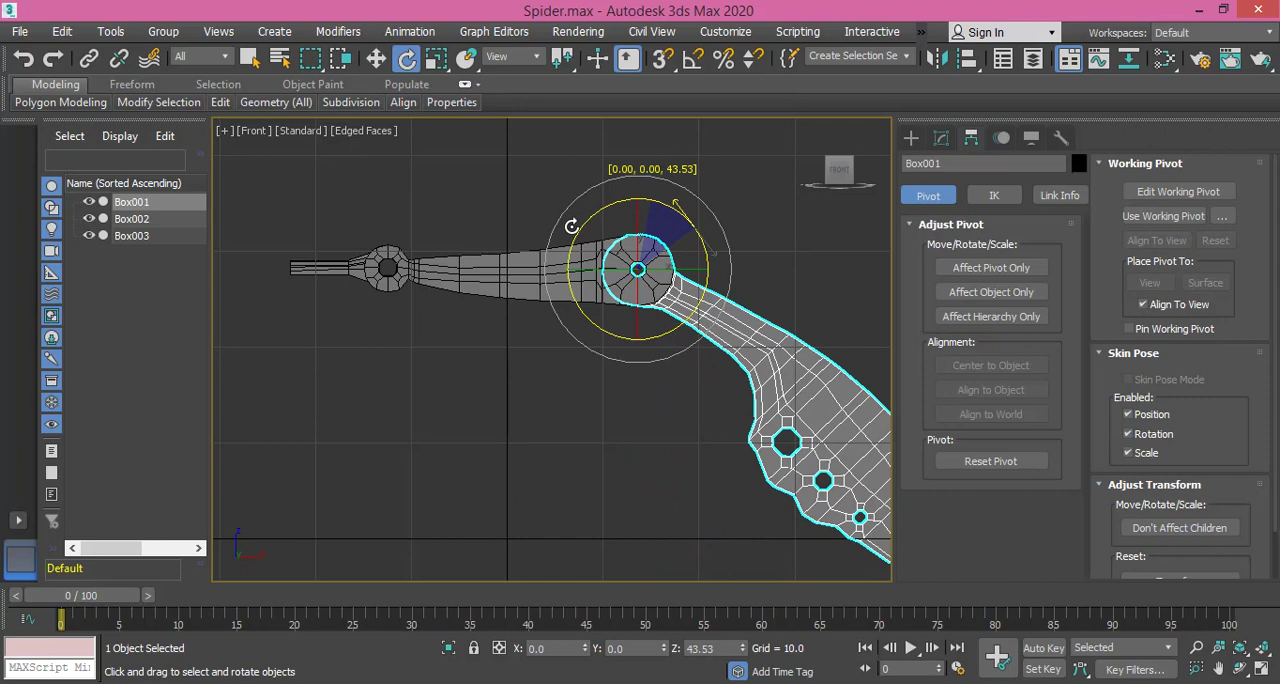 Spider.max - Autodesk 3ds Max 2020
File Edit Tools Group Views Create Modifiers Animation Graph Editors Rendering Civil View Customize Scripting Interactive » Sign In Workspaces: Default
All View Create Selection Se
Modeling Freeform Selection Object Paint Populate
Polygon Modeling Modify Selection Edit Geometry (All) Subdivision Align Properties
Select Display Edit
Name (Sorted Ascending)
Box001
Box002
Box003
Default
[+] [Front] [Standard] [Edged Faces]
[0.00, 0.00, 43.53]
FRONT
z
x
y
Box001
Pivot IK Link Info
Adjust Pivot
Move/Rotate/Scale:
Affect Pivot Only
Affect Object Only
Affect Hierarchy Only
Alignment:
Center to Object
Align to Object
Align to World
Pivot:
Reset Pivot
Working Pivot
Edit Working Pivot
Use Working Pivot ...
Align To View Reset
Place Pivot To:
View Surface
Align To View
Pin Working Pivot
Skin Pose
Skin Pose Mode
Enabled:
Position
Rotation
Scale
Adjust Transform
Move/Rotate/Scale:
Don't Affect Children
Reset:
0 / 100
0 5 10 15 20 25 30 35 40 45 50 55 60 65 70 75 80 85 90 95 100
MAXScript Mi:
1 Object Selected
Click and drag to select and rotate objects
X: 0.0 Y: 0.0 Z: 43.53 Grid = 10.0
Add Time Tag
0
Auto Key Selected
Set Key Key Filters...